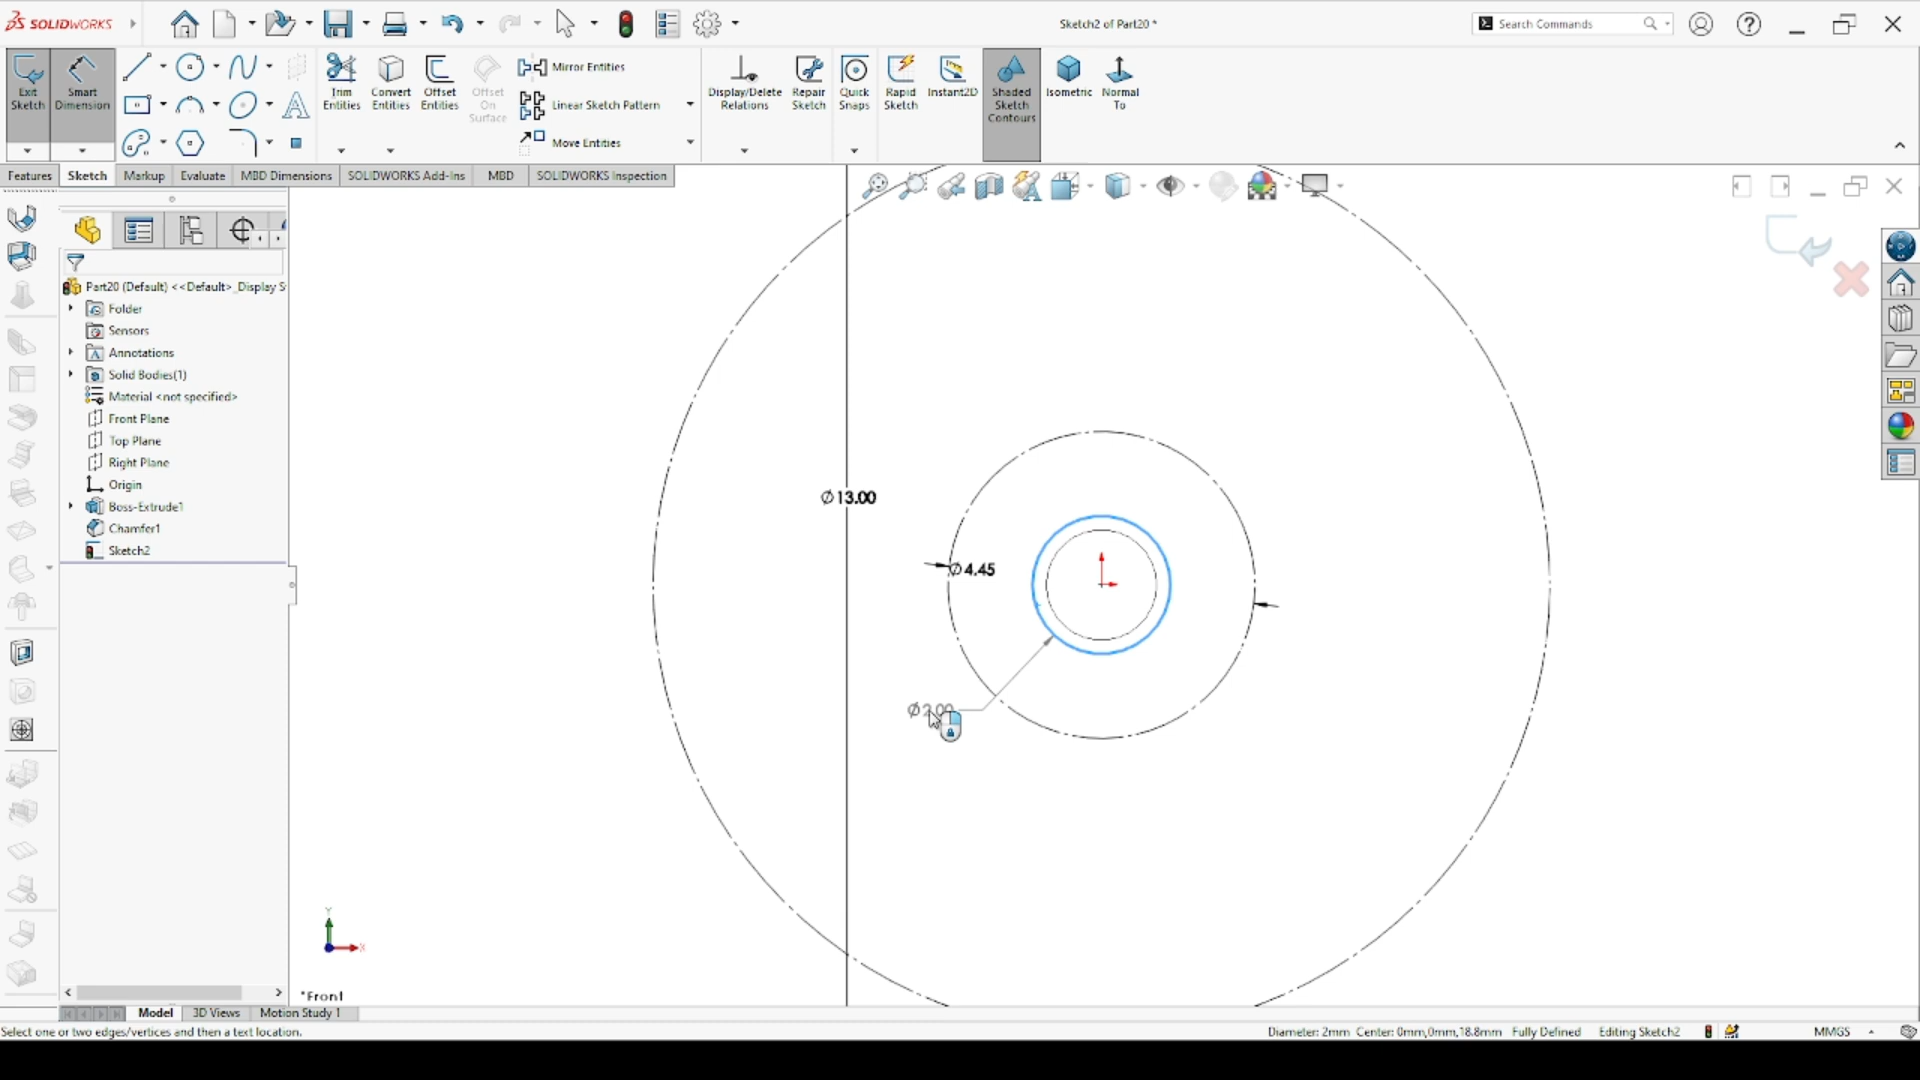 SOLIDWORKS
Sketch2 of Part20 *
Search Commands
Exit Sketch
Smart Dimension
Trim Entities
Convert Entities
Offset Entities
Offset On Surface
Mirror Entities
Linear Sketch Pattern
Move Entities
Display/Delete Relations
Repair Sketch
Quick Snaps
Rapid Sketch
Instant2D
Shaded Sketch Contours
Isometric
Normal To
Features
Sketch
Markup
Evaluate
MBD Dimensions
SOLIDWORKS Add-Ins
MBD
SOLIDWORKS Inspection
Part20 (Default) <<Default>_Display S
Folder
Sensors
Annotations
Solid Bodies(1)
Material <not specified>
Front Plane
Top Plane
Right Plane
Origin
Boss-Extrude1
Chamfer1
Sketch2
∅13.00
∅4.45
∅2.00
Y
X
*Front
Model
3D Views
Motion Study 1
Select one or two edges/vertices and then a text location.
Diameter: 2mm Center: 0mm,0mm,18.8mm
Fully Defined
Editing Sketch2
MMGS